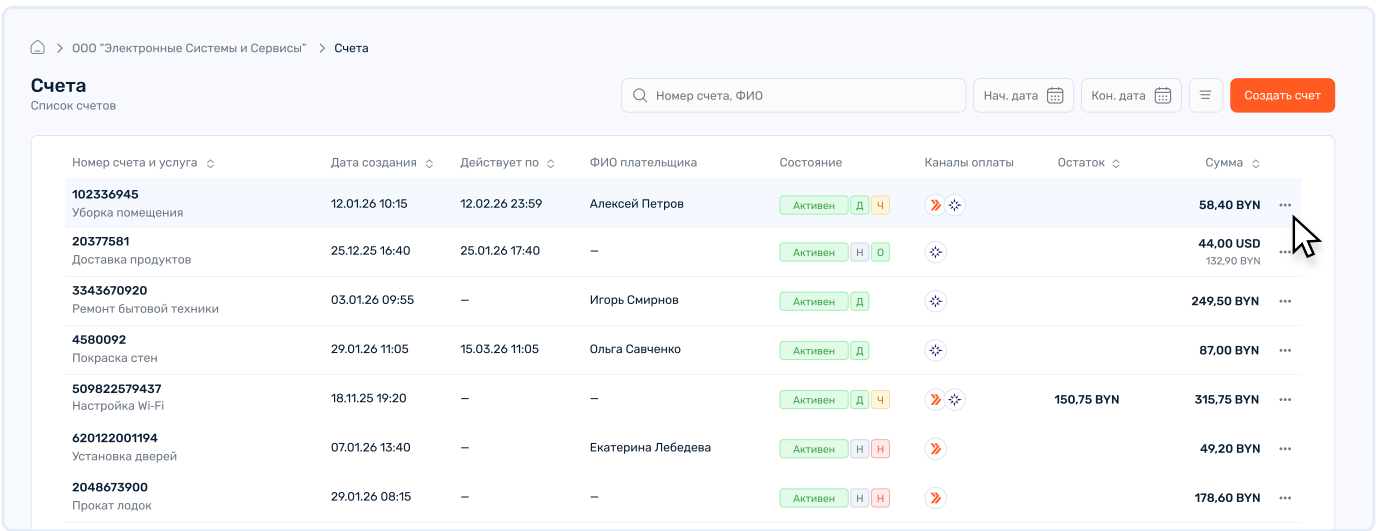 ООО “Электронные Системы и Сервисы” Счета
Счета
Список счетов
Номер счета, ФИО
Нач. дата
Кон. дата
Создать счет
Номер счета и услуга Дата создания Действует по ФИО плательщика Состояние Каналы оплаты Остаток Сумма
102336945
Уборка помещения
12.01.26 10:15 12.02.26 23:59 Алексей Петров Активен Д Ч 58,40 BYN
20377581
Доставка продуктов
25.12.25 16:40 25.01.26 17:40 – Активен Н О 44,00 USD
132,90 BYN
3343670920
Ремонт бытовой техники
03.01.26 09:55 – Игорь Смирнов Активен Д 249,50 BYN
4580092
Покраска стен
29.01.26 11:05 15.03.26 11:05 Ольга Савченко Активен Д 87,00 BYN
509822579437
Настройка Wi-Fi
18.11.25 19:20 – – Активен Д Ч 150,75 BYN 315,75 BYN
620122001194
Установка дверей
07.01.26 13:40 – Екатерина Лебедева Активен Н Н 49,20 BYN
2048673900
Прокат лодок
29.01.26 08:15 – – Активен Н Н 178,60 BYN